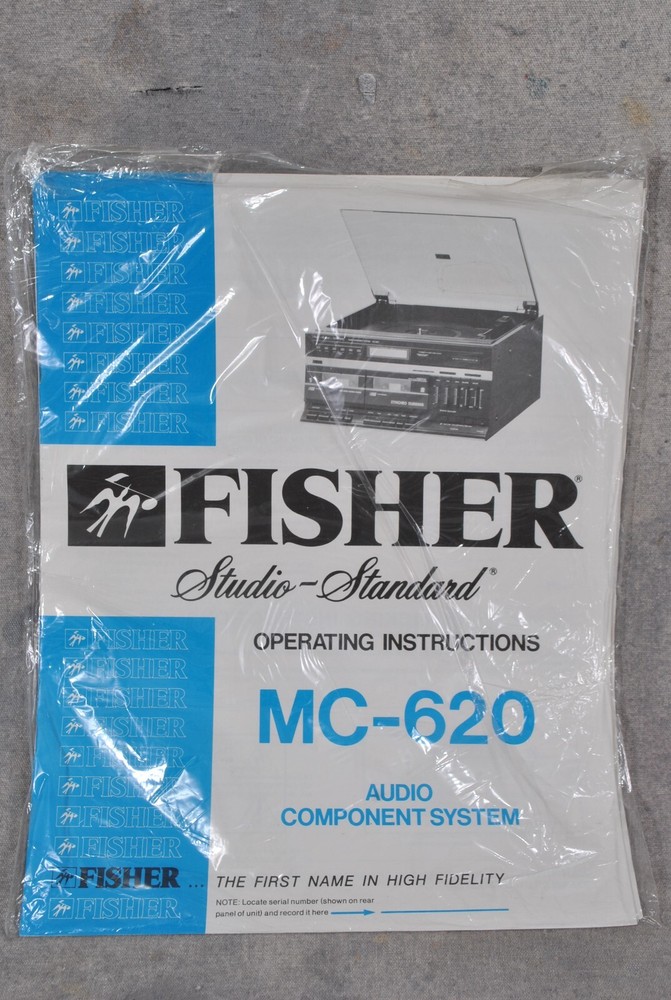 FISHER
FISHER
FISHER
FISHER
FISHER
FISHER
FISHER
FISHER
FISHER®
Studio-Standard®
OPERATING INSTRUCTIONS
MC-620
AUDIO
COMPONENT SYSTEM
FISHER
FISHER
FISHER
FISHER
FISHER
FISHER
FISHER
FISHER
FISHER ... THE FIRST NAME IN HIGH FIDELITY
FISHER
NOTE: Locate serial number (shown on rear
panel of unit) and record it here